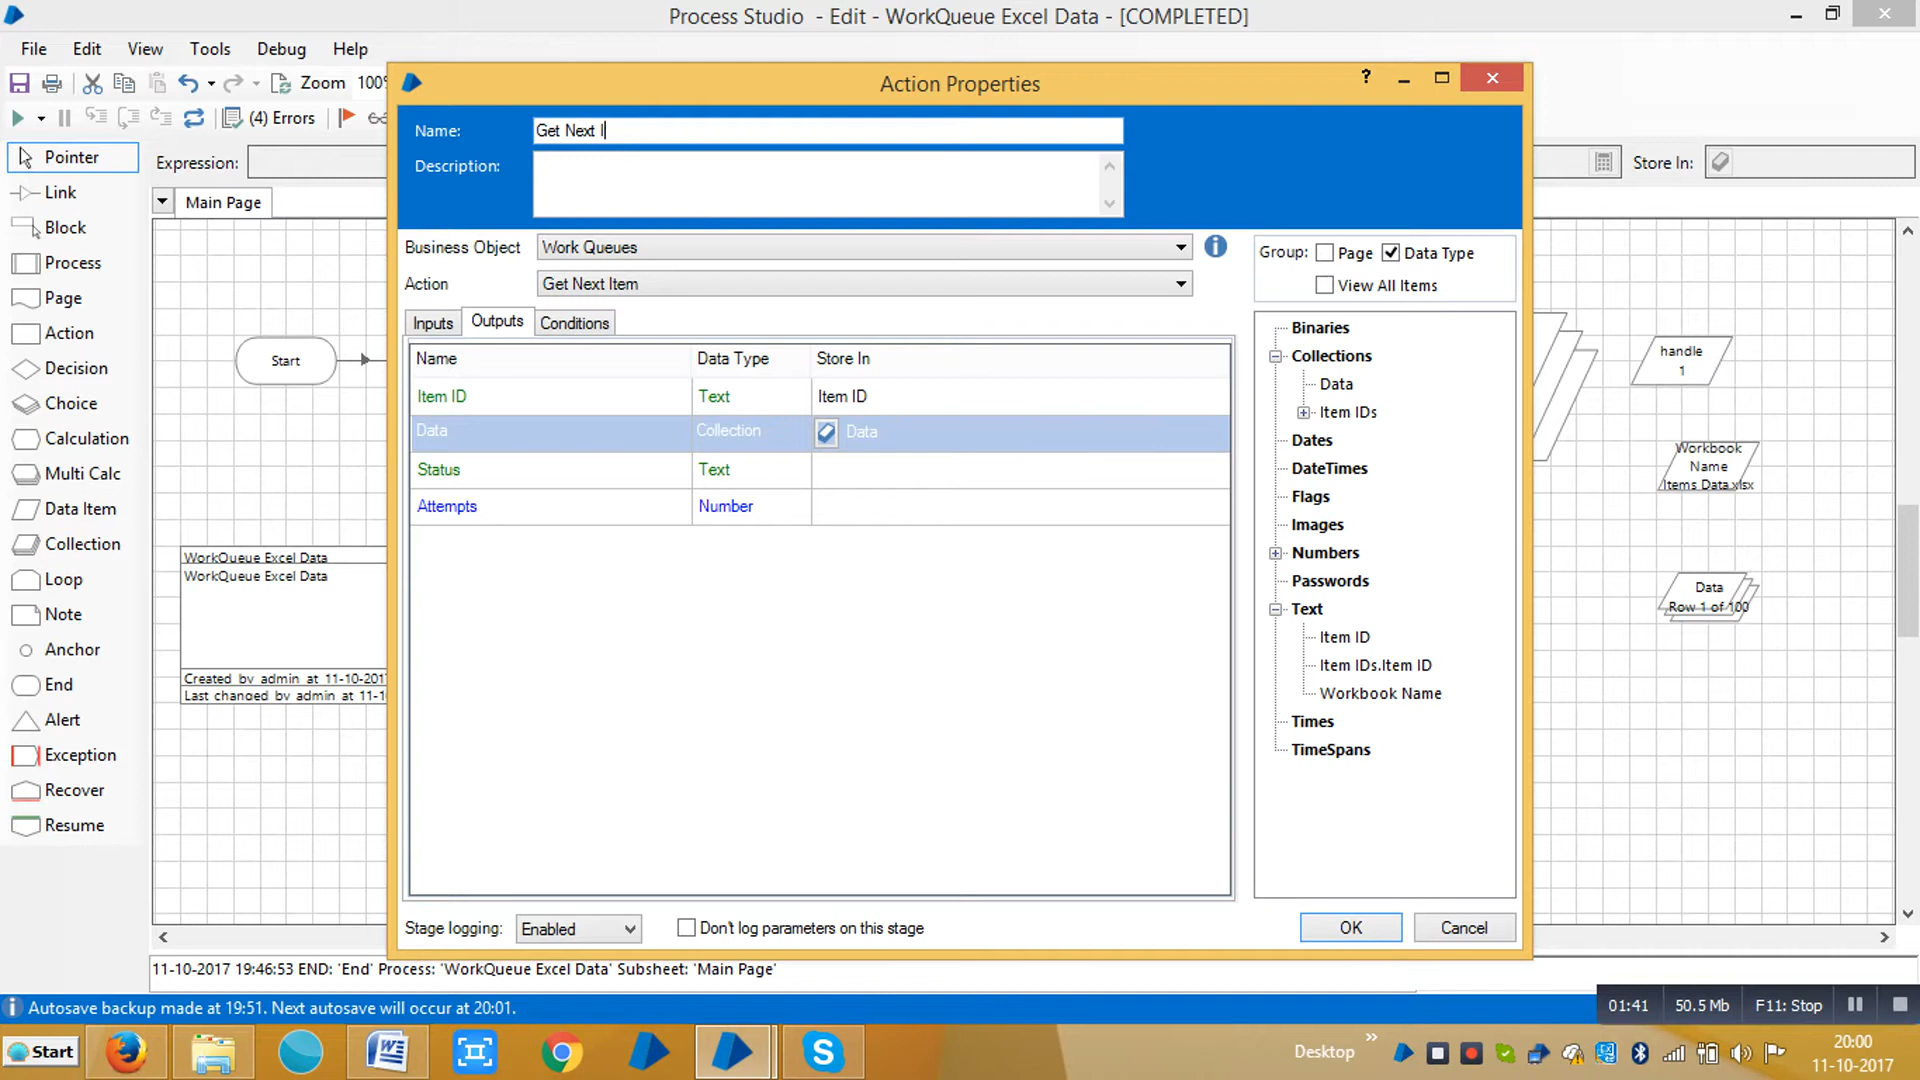 Process Studio - Edit - WorkQueue Excel Data - [COMPLETED]
File Edit View Tools Debug Help
Zoom 100%
(4) Errors
Action Properties
Name: Get Next I
Description:
Pointer
Expression:
Store In:
Link
Main Page
Block
Process
Page
Action
Decision
Choice
Calculation
Multi Calc
Data Item
Collection
Loop
Note
Anchor
End
Alert
Exception
Recover
Resume
Start
WorkQueue Excel Data
WorkQueue Excel Data
Created by admin at 11-10-2017
Last changed by admin at 11-1
Business Object Work Queues
Action Get Next Item
Inputs Outputs Conditions
Name Data Type Store In
Item ID Text Item ID
Data Collection Data
Status Text
Attempts Number
Stage logging: Enabled Don't log parameters on this stage
OK Cancel
Group: Page Data Type
View All Items
Binaries
Collections
Data
Item IDs
Dates
DateTimes
Flags
Images
Numbers
Passwords
Text
Item ID
Item IDs.Item ID
Workbook Name
Times
TimeSpans
handle
1
Workbook
Name
Items Data.xlsx
Data
Row 1 of 100
11-10-2017 19:46:53 END: 'End' Process: 'WorkQueue Excel Data' Subsheet: 'Main Page'
Autosave backup made at 19:51. Next autosave will occur at 20:01.
01:41 50.5 Mb F11: Stop
Start
Desktop
20:00
11-10-2017